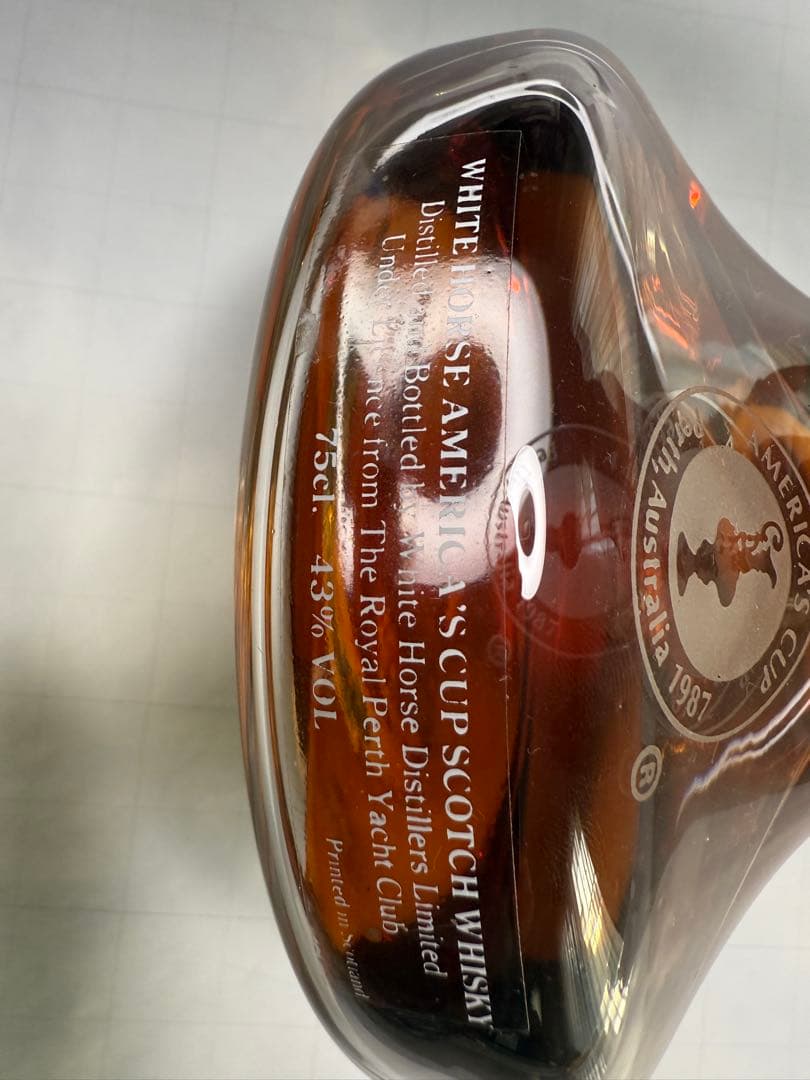 AMERICA'S CUP
Perth, Australia 1987
®
WHITE HORSE AMERICA'S CUP SCOTCH WHISKY
Distilled and Bottled by White Horse Distillers Limited
Under Licence from The Royal Perth Yacht Club
75cl. 43% VOL
Printed in Scotland